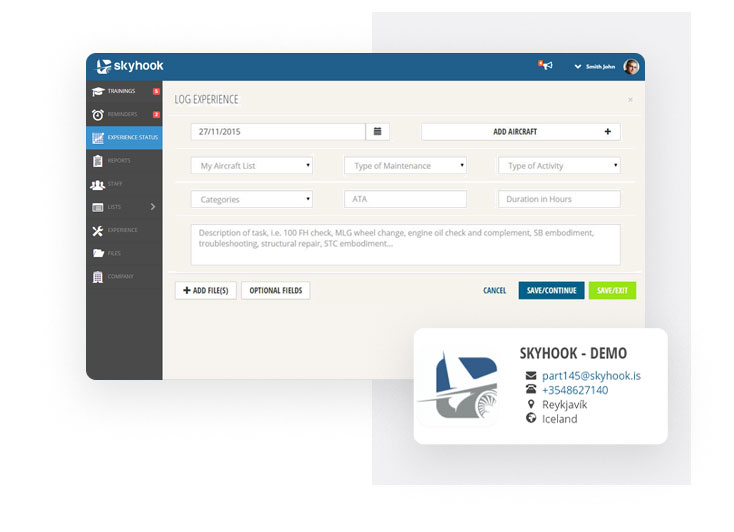 skyhook
6
Smith John
TRAININGS
5
REMINDERS
2
EXPERIENCE STATUS
REPORTS
STAFF
LISTS
EXPERIENCE
FILES
COMPANY
LOG EXPERIENCE
×
27/11/2015
ADD AIRCRAFT +
My Aircraft List
Type of Maintenance
Type of Activity
Categories
ATA
Duration in Hours
Description of task, i.e. 100 FH check, MLG wheel change, engine oil check and complement, SB embodiment,
troubleshooting, structural repair, STC embodiment...
+ ADD FILE(S)
OPTIONAL FIELDS
CANCEL
SAVE/CONTINUE
SAVE/EXIT
SKYHOOK - DEMO
part145@skyhook.is
+3548627140
Reykjavík
Iceland